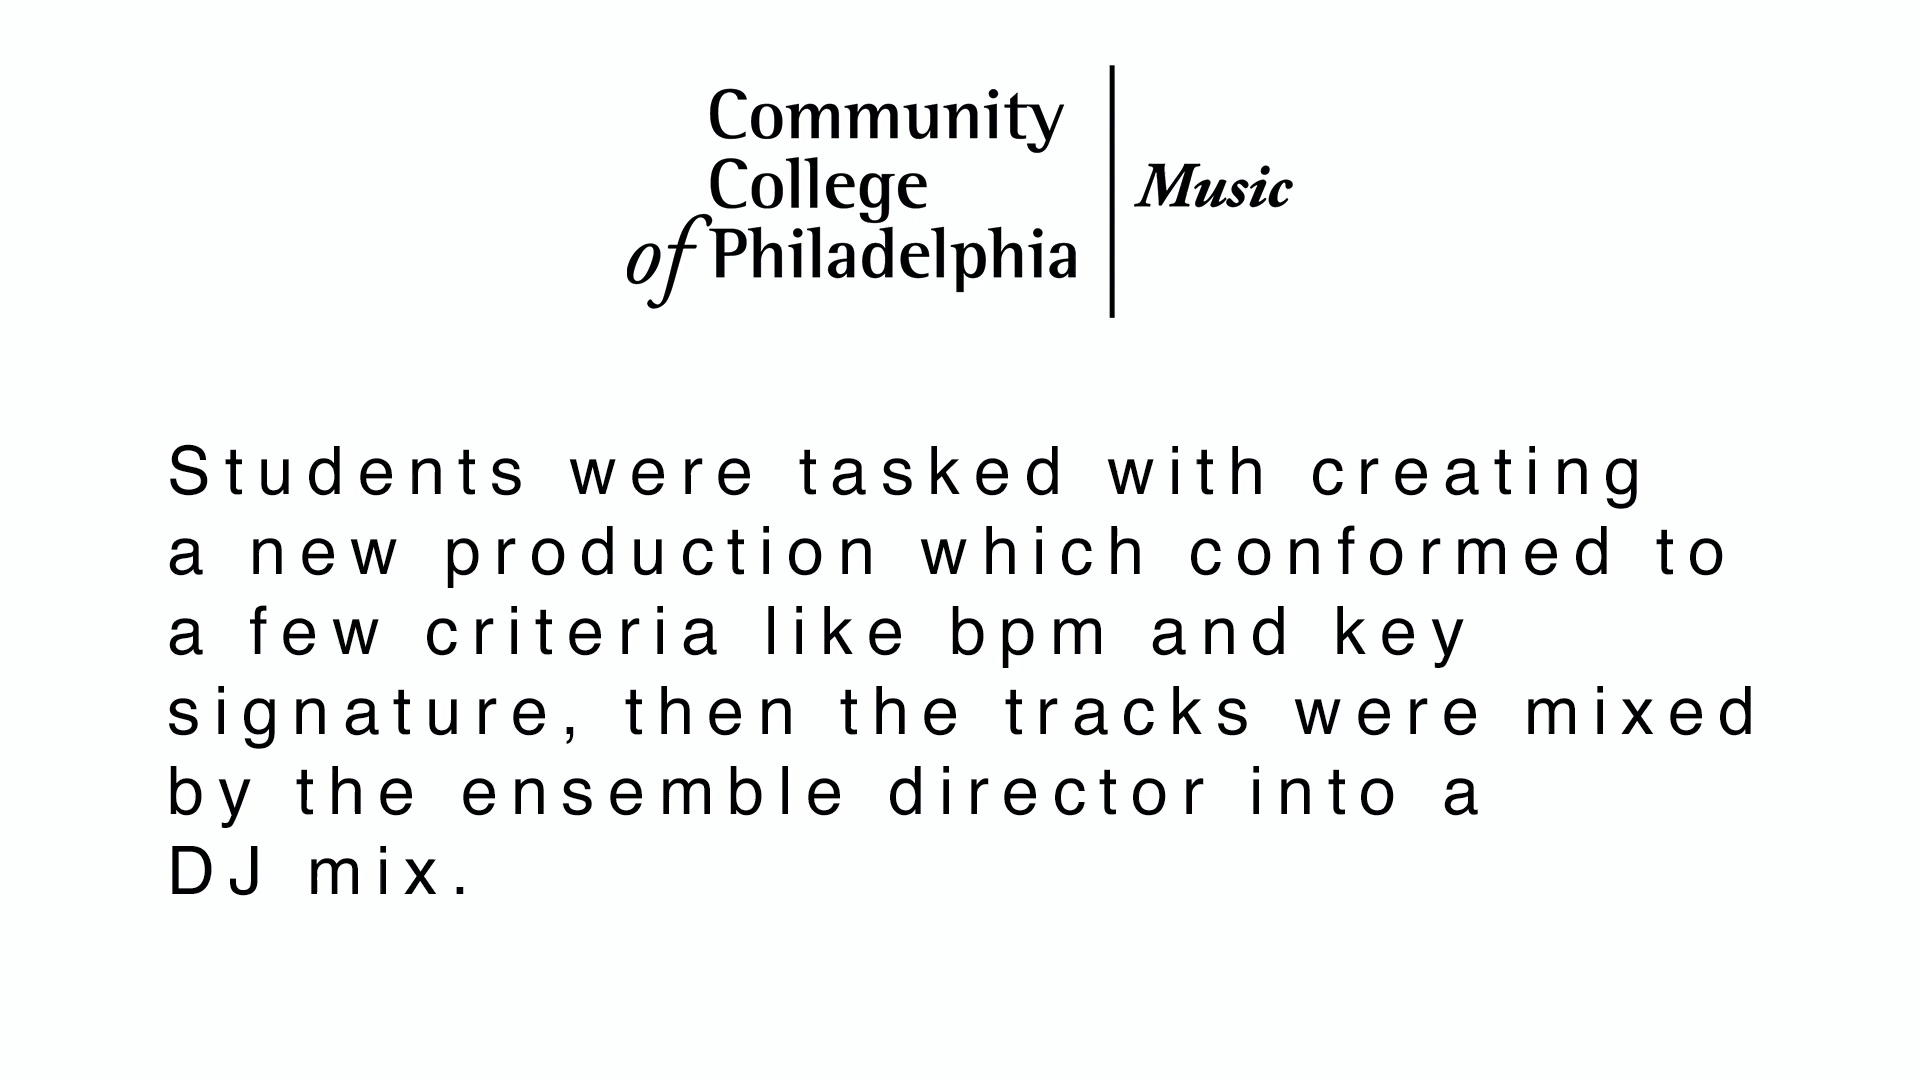 Community
College
of Philadelphia
Music
Students were tasked with creating
a new production which conformed to
a few criteria like bpm and key
signature, then the tracks were mixed
by the ensemble director into a
DJ mix.